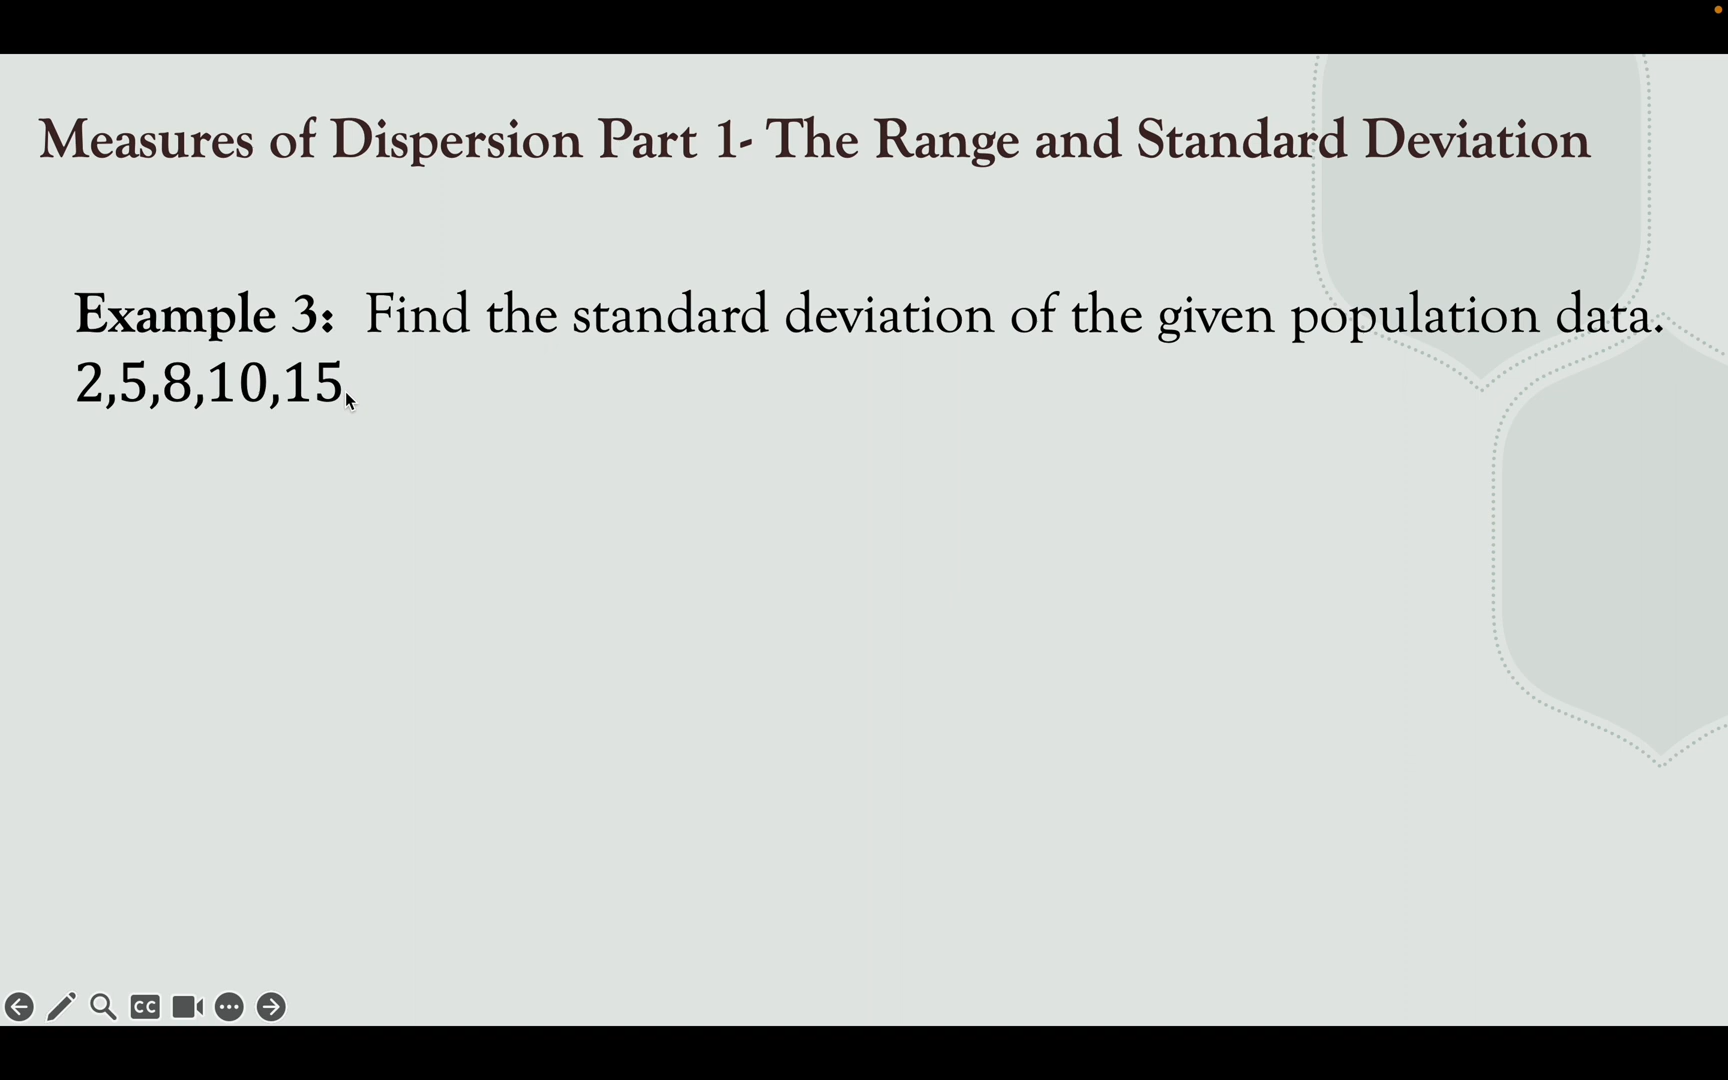 Measures of Dispersion Part 1- The Range and Standard Deviation
Example 3: Find the standard deviation of the given population data.
2,5,8,10,15
CC